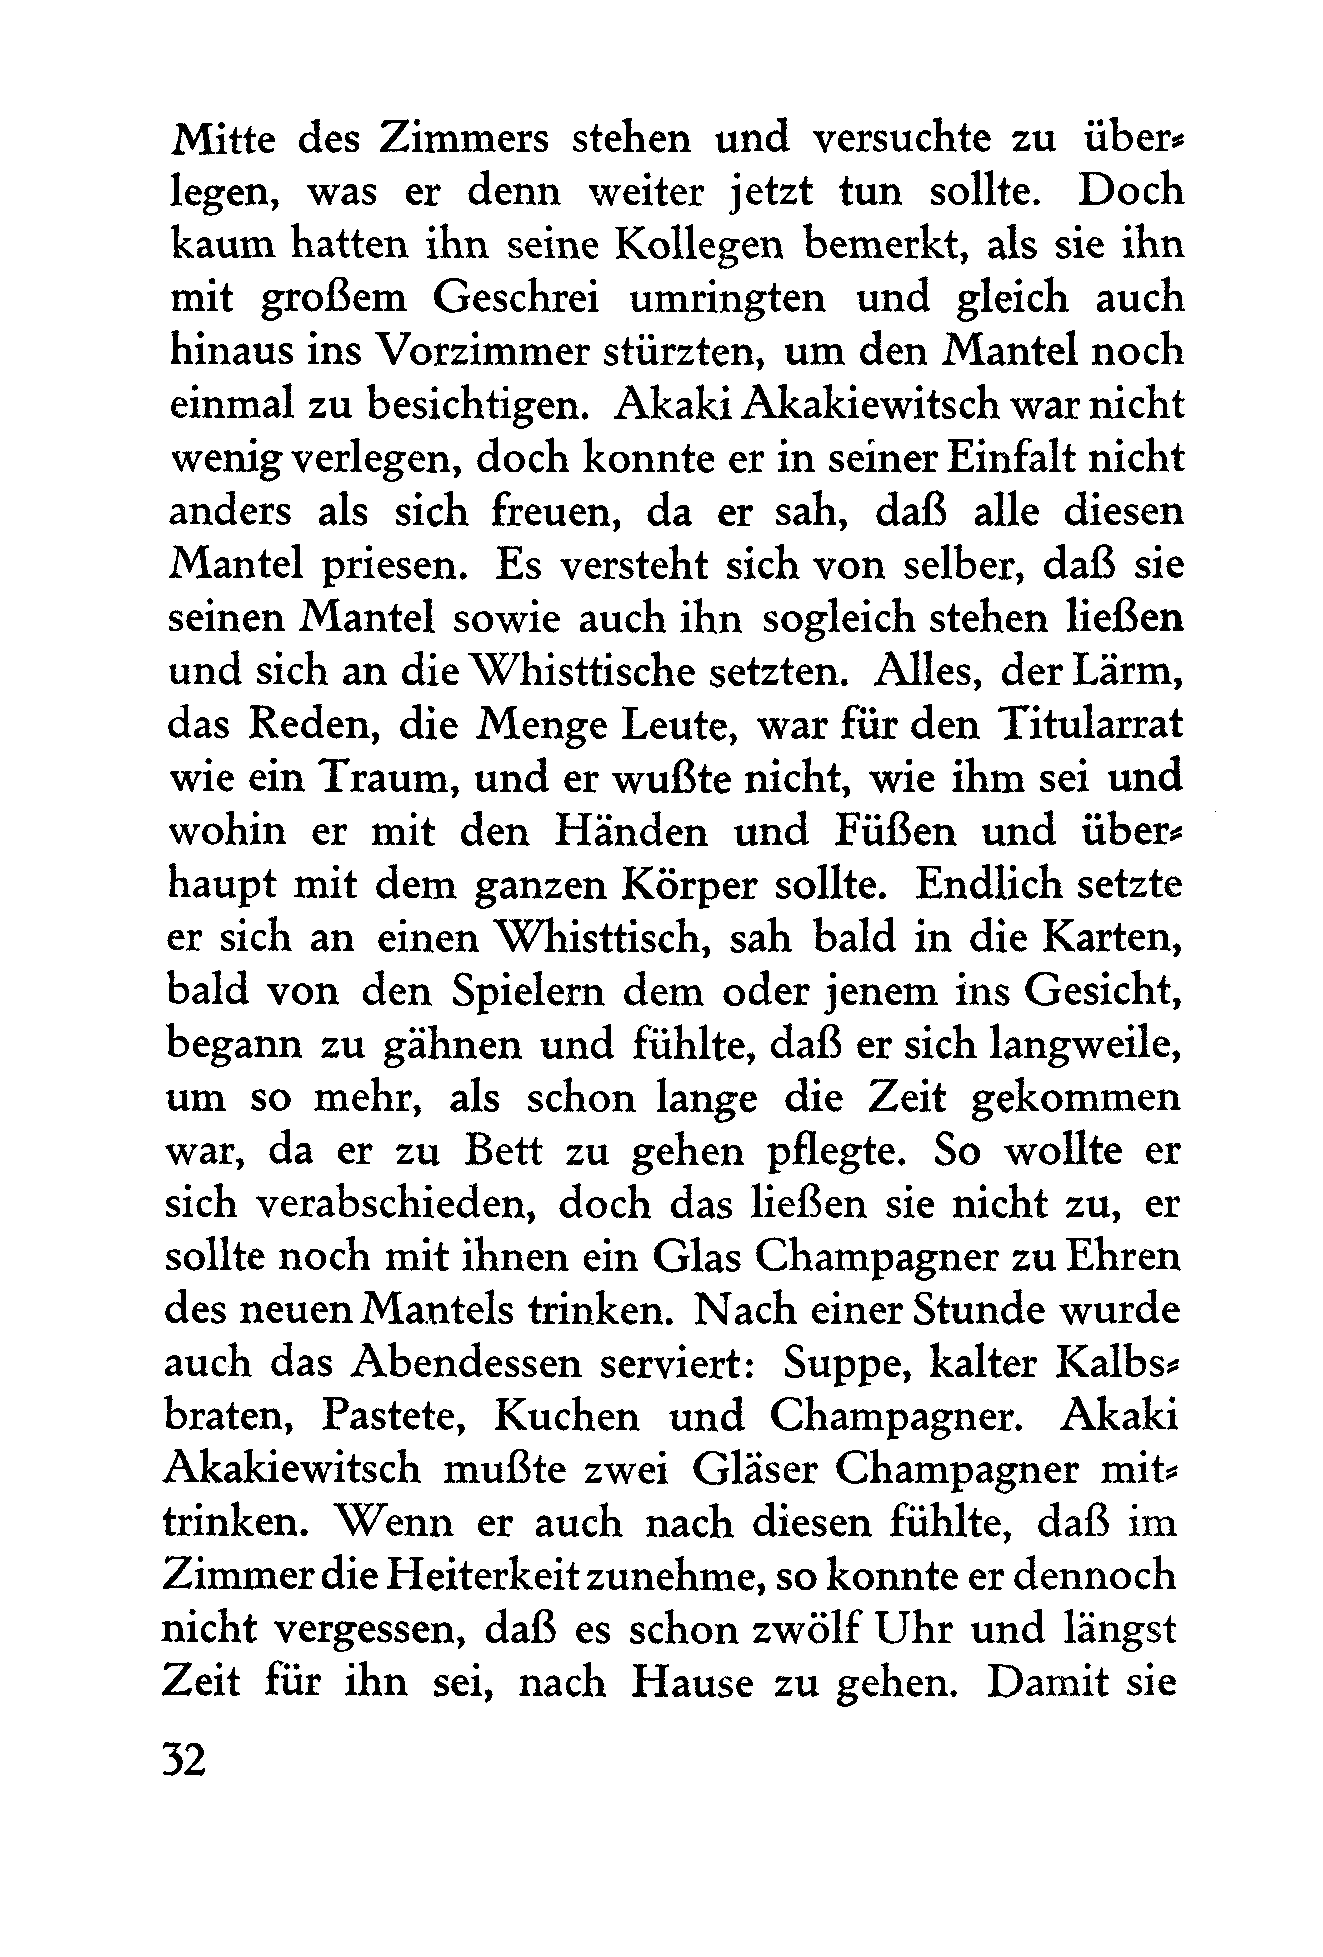 Mitte des Zimmers stehen und versuchte zu über⸗
legen, was er denn weiter jetzt tun sollte. Doch
kaum hatten ihn seine Kollegen bemerkt, als sie ihn
mit großem Geschrei umringten und gleich auch
hinaus ins Vorzimmer stürzten, um den Mantel noch
einmal zu besichtigen. Akaki Akakiewitsch war nicht
wenig verlegen, doch konnte er in seiner Einfalt nicht
anders als sich freuen, da er sah, daß alle diesen
Mantel priesen. Es versteht sich von selber, daß sie
seinen Mantel sowie auch ihn sogleich stehen ließen
und sich an die Whisttische setzten. Alles, der Lärm,
das Reden, die Menge Leute, war für den Titularrat
wie ein Traum, und er wußte nicht, wie ihm sei und
wohin er mit den Händen und Füßen und über⸗
haupt mit dem ganzen Körper sollte. Endlich setzte
er sich an einen Whisttisch, sah bald in die Karten,
bald von den Spielern dem oder jenem ins Gesicht,
begann zu gähnen und fühlte, daß er sich langweile,
um so mehr, als schon lange die Zeit gekommen
war, da er zu Bett zu gehen pflegte. So wollte er
sich verabschieden, doch das ließen sie nicht zu, er
sollte noch mit ihnen ein Glas Champagner zu Ehren
des neuen Mantels trinken. Nach einer Stunde wurde
auch das Abendessen serviert: Suppe, kalter Kalbs⸗
braten, Pastete, Kuchen und Champagner. Akaki
Akakiewitsch mußte zwei Gläser Champagner mit⸗
trinken. Wenn er auch nach diesen fühlte, daß im
Zimmer die Heiterkeit zunehme, so konnte er dennoch
nicht vergessen, daß es schon zwölf Uhr und längst
Zeit für ihn sei, nach Hause zu gehen. Damit sie
32